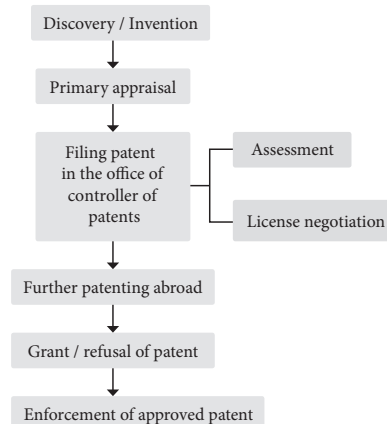 Discovery / Invention
Primary appraisal
Filing patent
in the office of
controller of
patents
Assessment
License negotiation
Further patenting abroad
Grant / refusal of patent
Enforcement of approved patent